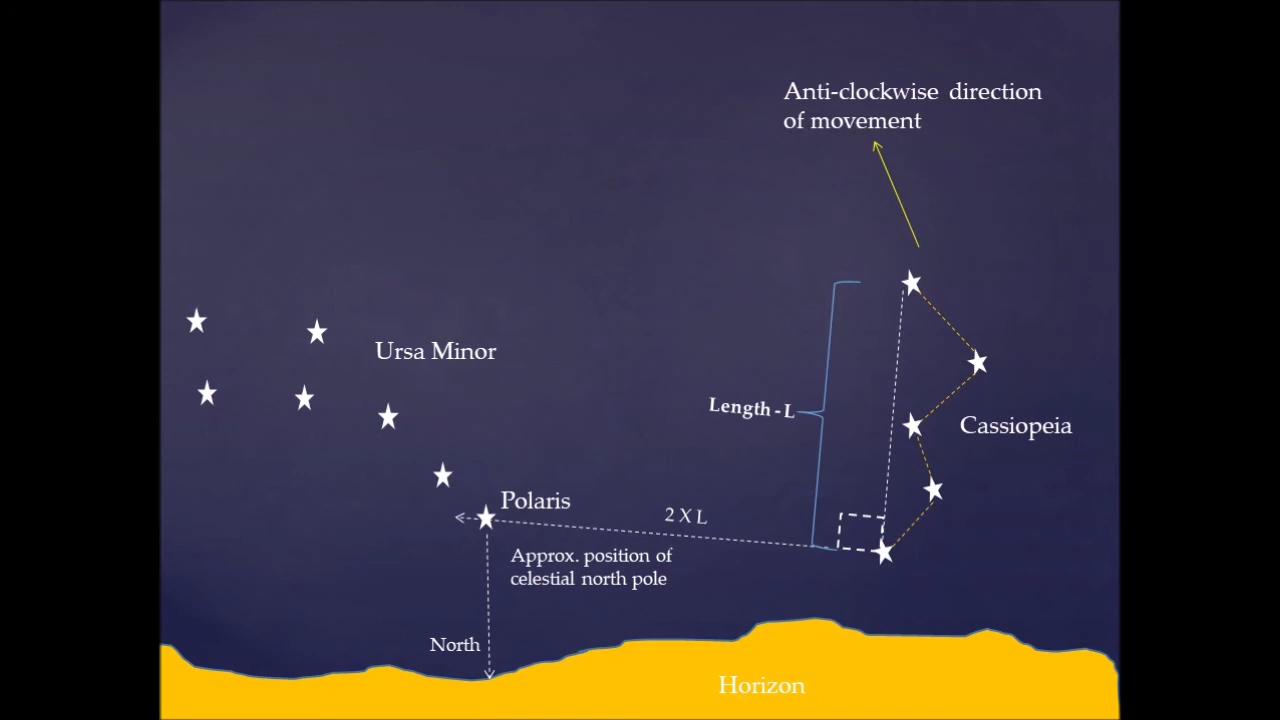 Anti-clockwise direction
of movement
Ursa Minor
Length - L
Cassiopeia
Polaris
2 X L
Approx. position of
celestial north pole
North
Horizon